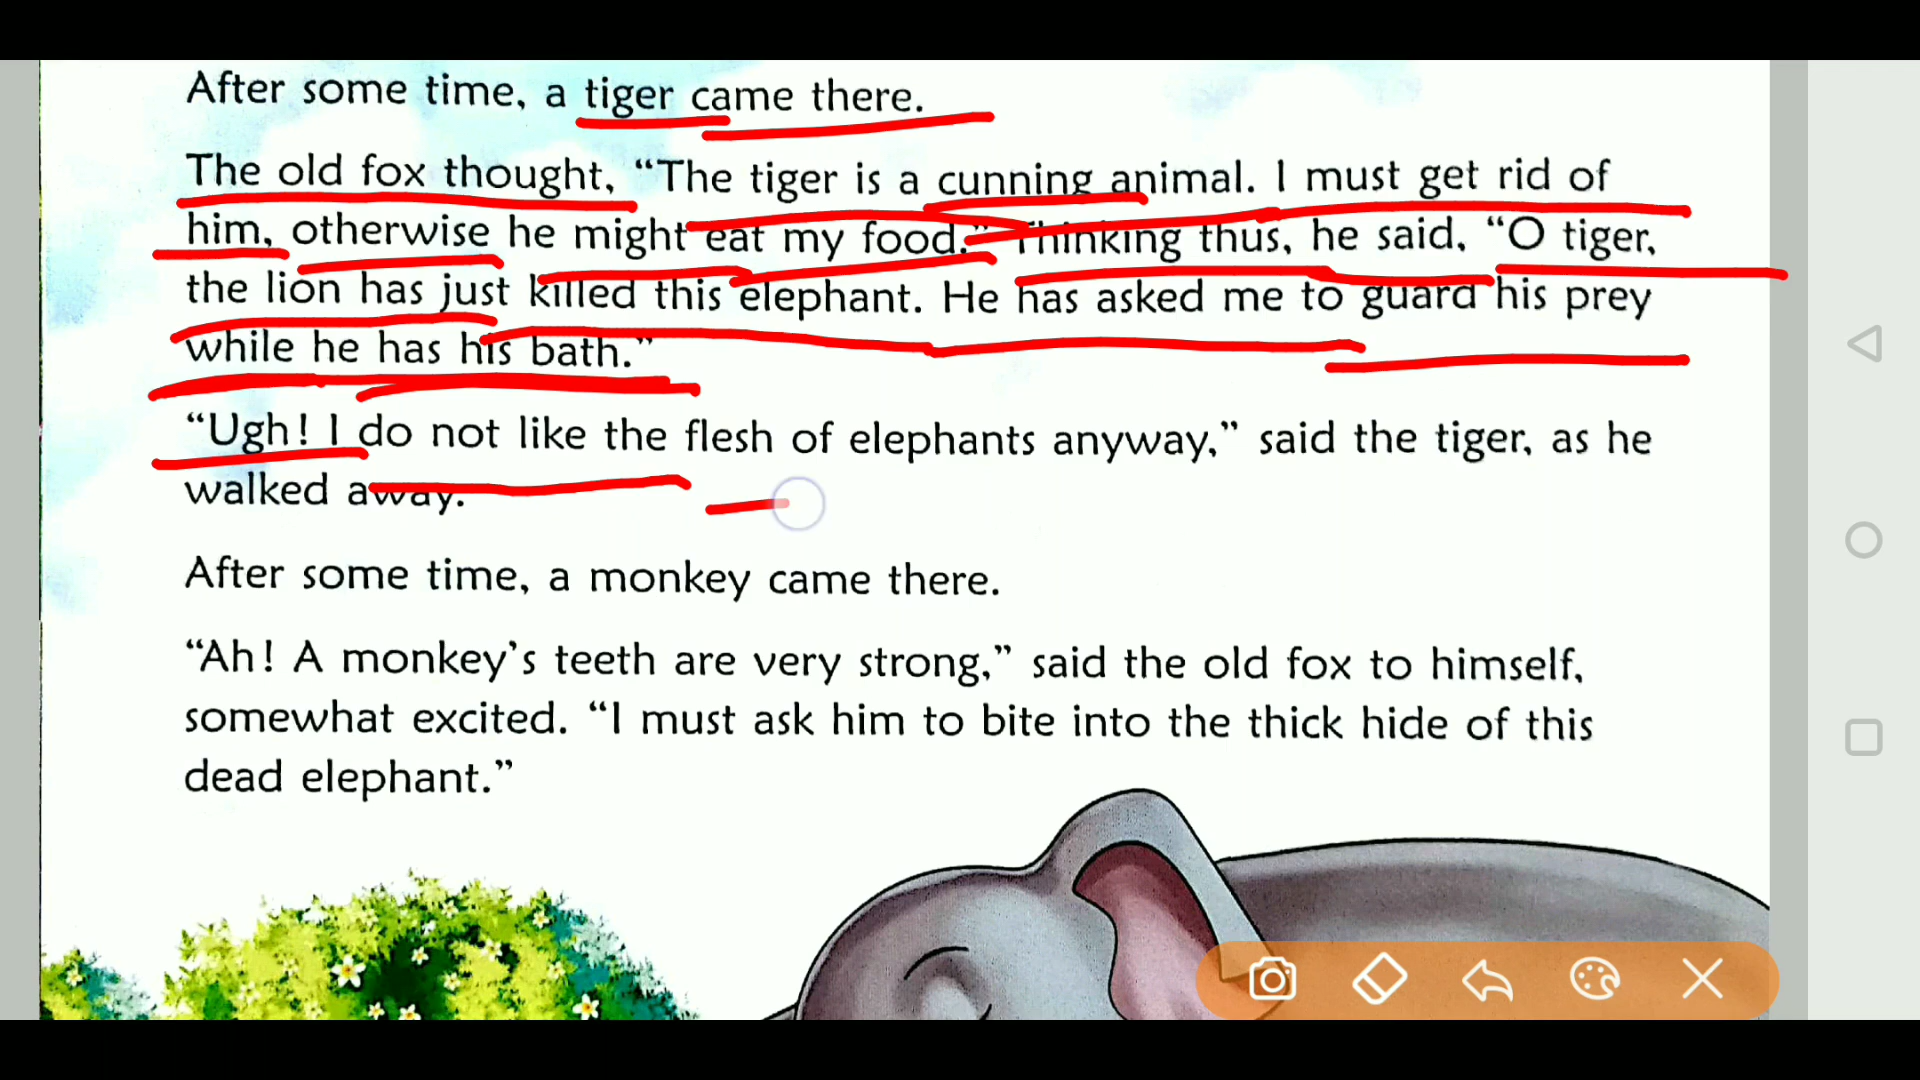 After some time, a tiger came there.
The old fox thought, “The tiger is a cunning animal. I must get rid of
him, otherwise he might eat my food.” Thinking thus, he said, “O tiger,
the lion has just killed this elephant. He has asked me to guard his prey
while he has his bath.”
“Ugh! I do not like the flesh of elephants anyway,” said the tiger, as he
walked away.
After some time, a monkey came there.
“Ah! A monkey’s teeth are very strong,” said the old fox to himself,
somewhat excited. “I must ask him to bite into the thick hide of this
dead elephant.”